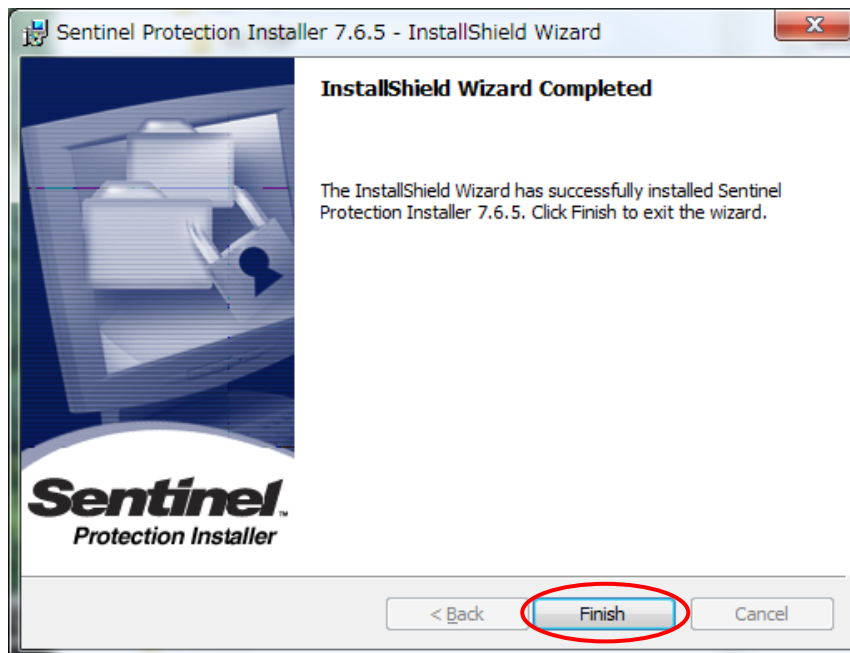 Sentinel Protection Installer 7.6.5 - InstallShield Wizard
InstallShield Wizard Completed
The InstallShield Wizard has successfully installed Sentinel
Protection Installer 7.6.5. Click Finish to exit the wizard.
Sentinel™
Protection Installer
< Back
Finish
Cancel